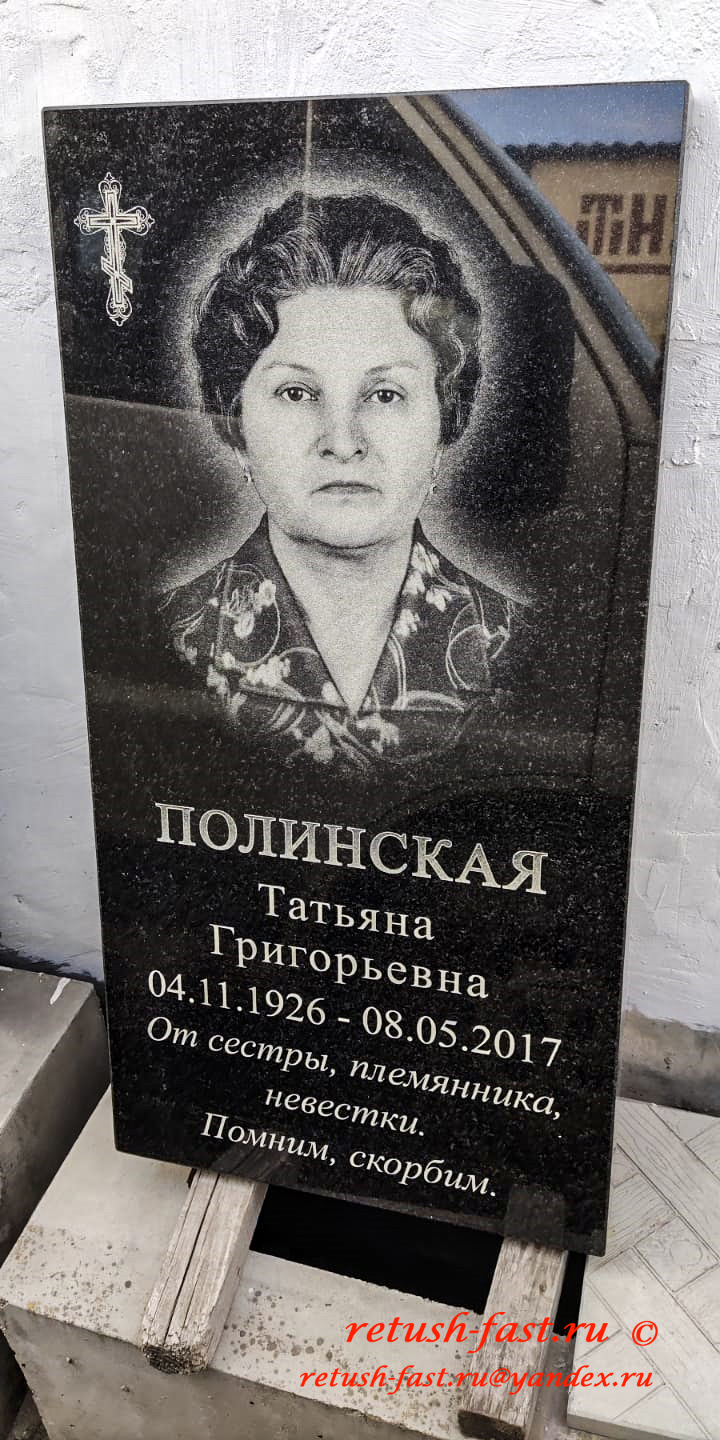 ПОЛИНСКАЯ
Татьяна
Григорьевна
04.11.1926 - 08.05.2017
От сестры, племянника,
невестки.
Помним, скорбим.
retush-fast.ru ©
retush-fast.ru@yandex.ru